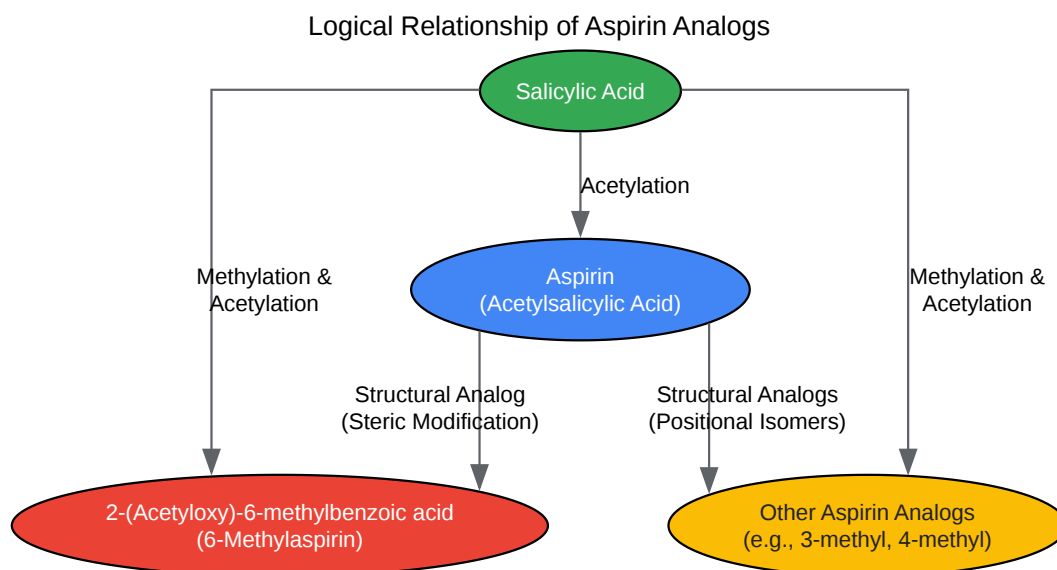 Logical Relationship of Aspirin Analogs
Salicylic Acid
Acetylation
Methylation &
Acetylation
Aspirin
(Acetylsalicylic Acid)
Methylation &
Acetylation
Structural Analog
(Steric Modification)
Structural Analogs
(Positional Isomers)
2-(Acetyloxy)-6-methylbenzoic acid
(6-Methylaspirin)
Other Aspirin Analogs
(e.g., 3-methyl, 4-methyl)